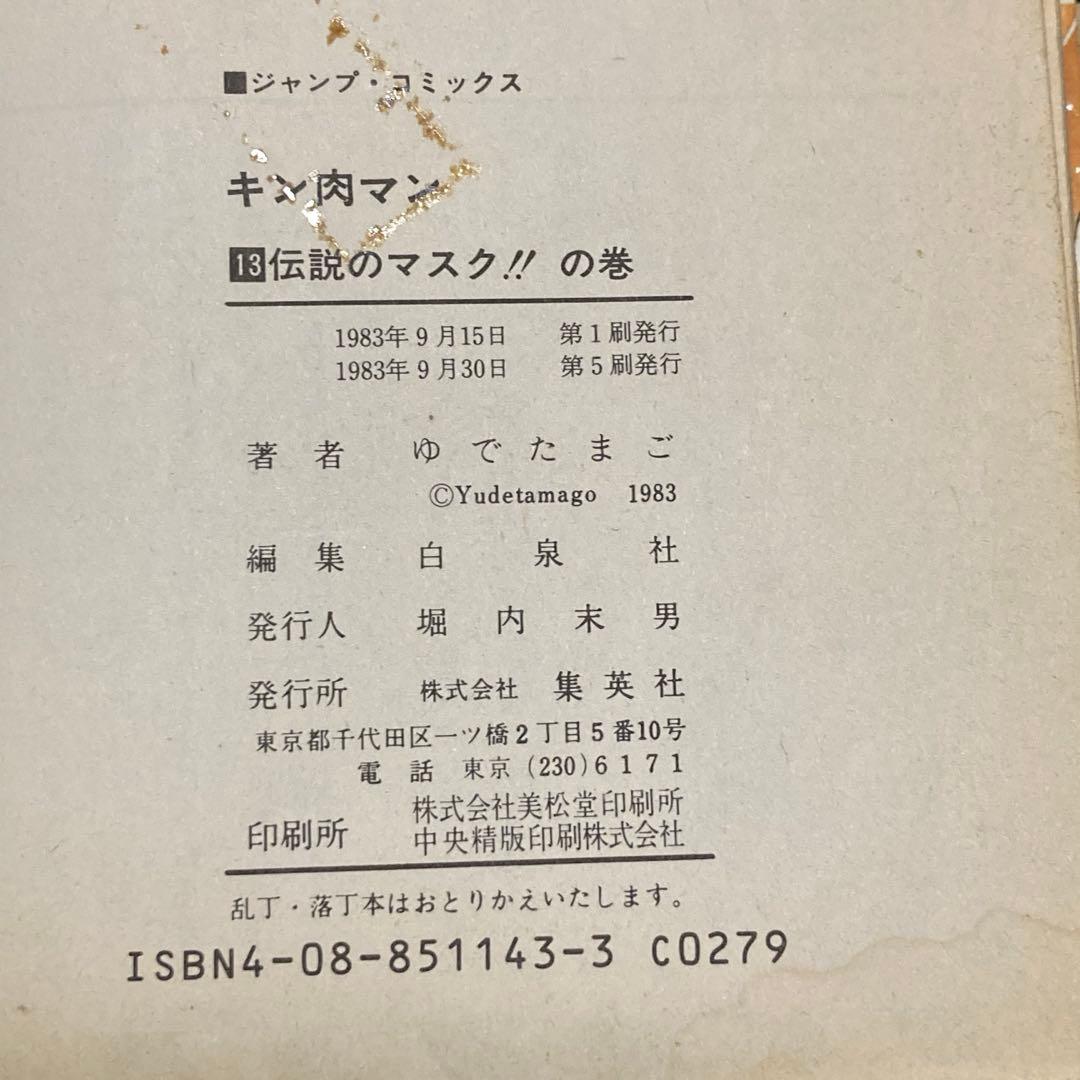 ■ジャンプ・コミックス
キン肉マン
13伝説のマスク!! の巻
1983年9月15日 第1刷発行
1983年9月30日 第5刷発行
著者 ゆでたまご
©Yudetamago 1983
編集 白泉社
発行人 堀内末男
発行所 株式会社 集英社
東京都千代田区一ツ橋2丁目5番10号
電話 東京(230)6171
印刷所 株式会社美松堂印刷所
中央精版印刷株式会社
乱丁・落丁本はおとりかえいたします。
ISBN4-08-851143-3 C0279